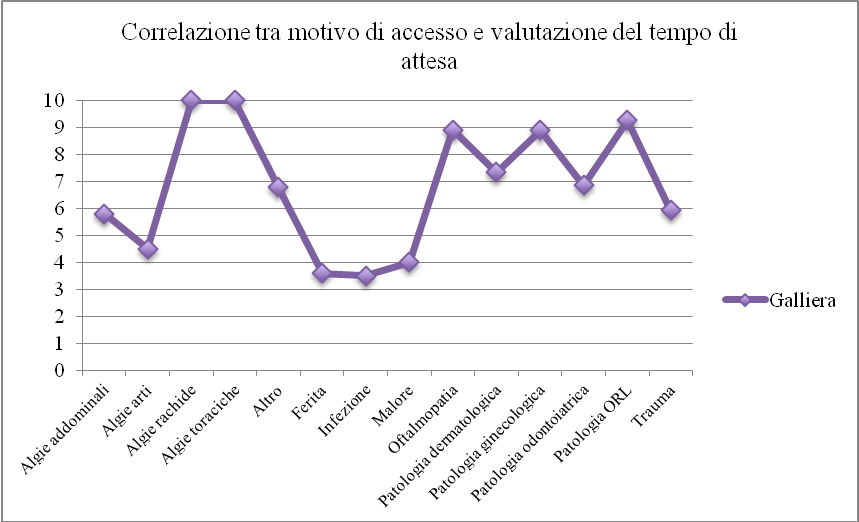 Correlazione tra motivo di accesso e valutazione del tempo di
attesa
10
9
8
7
6
5
4
3
2
1
0
Galliera
Algie addominali
Algie arti
Algie rachide
Algie toraciche
Altro
Ferita
Infezione
Malore
Oftalmopatia
Patologia dermatologica
Patologia ginecologica
Patologia odontoiatrica
Patologia ORL
Trauma